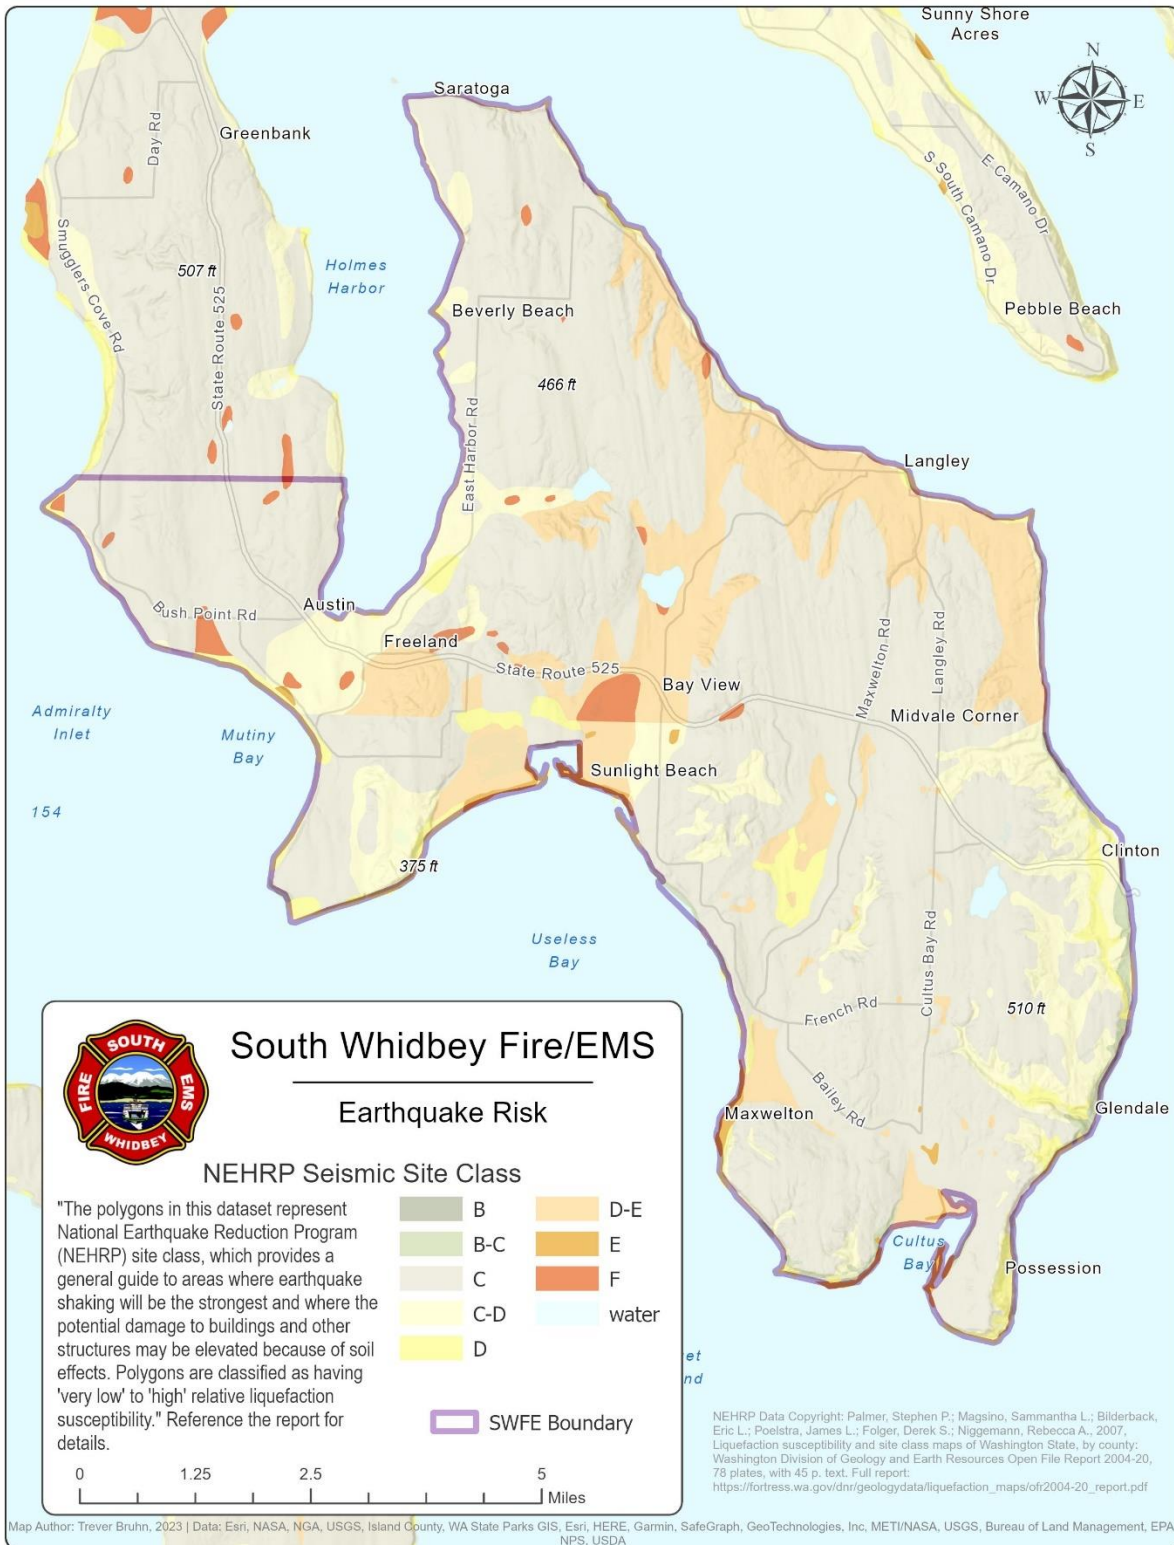 Sunny Shore
Acres
N
W
E
S
Saratoga
Day Rd
Greenbank
E Camano Dr
S South Camano Dr
Smugglers Cove Rd
507 ft
Holmes
Harbor
State Route 525
Beverly Beach
Pebble Beach
466 ft
East Harbor Rd
Langley
Bush Point Rd
Austin
Freeland
State Route 525
Bay View
Maxwelton Rd
Langley Rd
Midvale Corner
Admiralty
Inlet
Mutiny
Bay
Sunlight Beach
154
375 ft
Clinton
Useless
Bay
Cultus Bay Rd
French Rd
510 ft
Bailey Rd
Maxwelton
Glendale
Cultus
Bay
Possession
et
nd
SOUTH
FIRE
EMS
WHIDBEY
South Whidbey Fire/EMS
Earthquake Risk
NEHRP Seismic Site Class
"The polygons in this dataset represent
National Earthquake Reduction Program
(NEHRP) site class, which provides a
general guide to areas where earthquake
shaking will be the strongest and where the
potential damage to buildings and other
structures may be elevated because of soil
effects. Polygons are classified as having
'very low' to 'high' relative liquefaction
susceptibility." Reference the report for
details.
B
B-C
C
C-D
D
D-E
E
F
water
SWFE Boundary
0 1.25 2.5 5
Miles
NEHRP Data Copyright: Palmer, Stephen P.; Magsino, Sammantha L.; Bilderback,
Eric L.; Poelstra, James L.; Folger, Derek S.; Niggemann, Rebecca A., 2007,
Liquefaction susceptibility and site class maps of Washington State, by county:
Washington Division of Geology and Earth Resources Open File Report 2004-20,
78 plates, with 45 p. text. Full report:
https://fortress.wa.gov/dnr/geologydata/liquefaction_maps/ofr2004-20_report.pdf
Map Author: Trever Bruhn, 2023 | Data: Esri, NASA, NGA, USGS, Island County, WA State Parks GIS, Esri, HERE, Garmin, SafeGraph, GeoTechnologies, Inc, METI/NASA, USGS, Bureau of Land Management, EPA
NPS, USDA